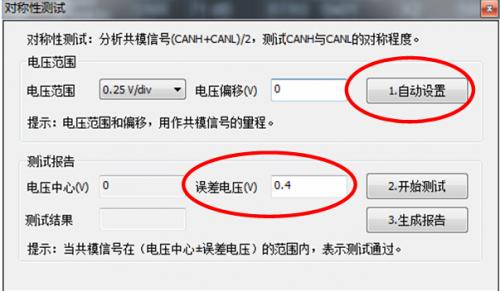 对称性测试
对称性测试：分析共模信号(CANH+CANL)/2，测试CANH与CANL的对称程度。
电压范围
电压范围 0.25 V/div 电压偏移(V) 0 1.自动设置
提示：电压范围和偏移，用作共模信号的量程。
测试报告
电压中心(V) 0 误差电压(V) 0.4 2.开始测试
测试结果 3.生成报告
提示：当共模信号在（电压中心±误差电压）的范围内，表示测试通过。